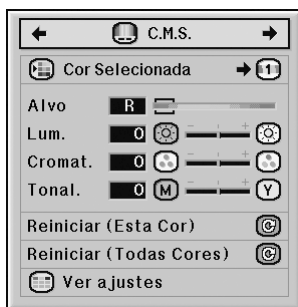 C.M.S.
Cor Selecionada 1
Alvo R
Lum. 0 - +
Cromat. 0 - +
Tonal. 0 M - + Y
Reiniciar (Esta Cor)
Reiniciar (Todas Cores)
Ver ajustes